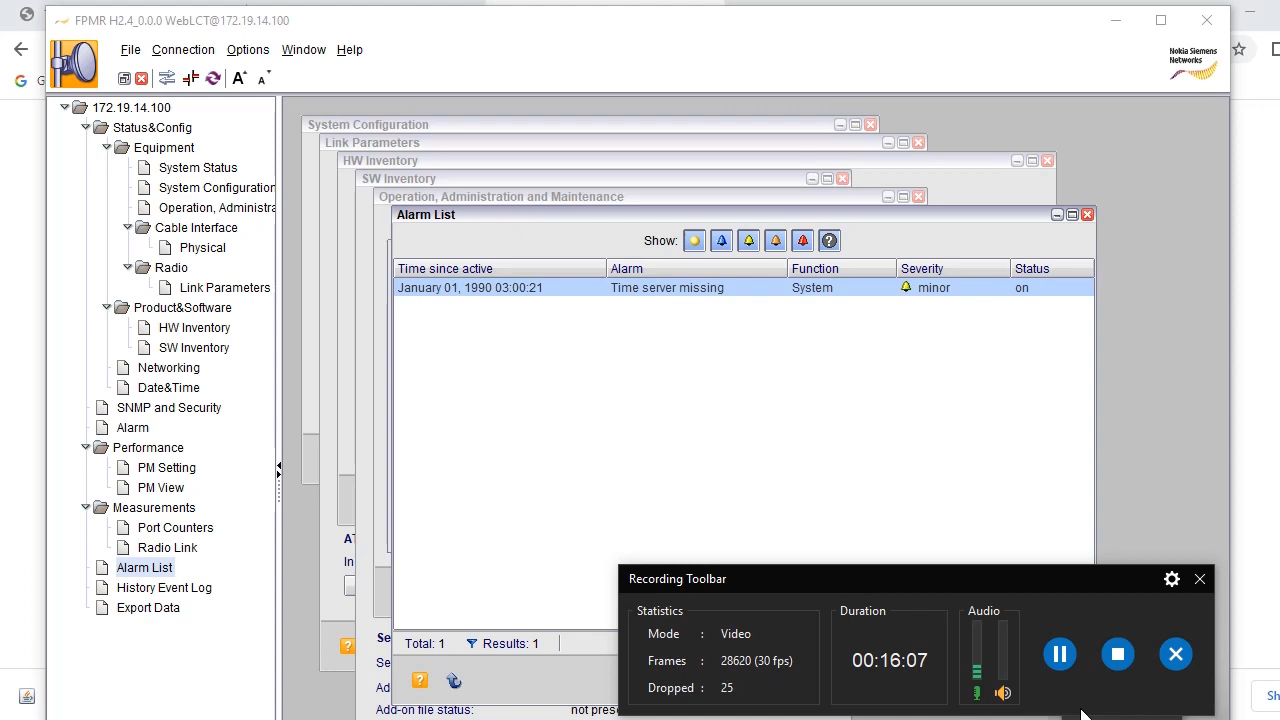 FPMR H2.4_0.0.0 WebLCT@172.19.14.100
File Connection Options Window Help
A A
Nokia Siemens
Networks
G
172.19.14.100
Status&Config
Equipment
System Status
System Configuration
Operation, Administra
Cable Interface
Physical
Radio
Link Parameters
Product&Software
HW Inventory
SW Inventory
Networking
Date&Time
SNMP and Security
Alarm
Performance
PM Setting
PM View
Measurements
Port Counters
Radio Link
Alarm List
History Event Log
Export Data
System Configuration
Link Parameters
HW Inventory
SW Inventory
Operation, Administration and Maintenance
Alarm List
Show:
Time since active Alarm Function Severity Status
January 01, 1990 03:00:21 Time server missing System minor on
In
Total: 1 Results: 1
Se
Se
Ad
Add-on file status: not prese
Recording Toolbar
Statistics
Mode : Video
Frames : 28620 (30 fps)
Dropped : 25
Duration
00:16:07
Audio
Sh